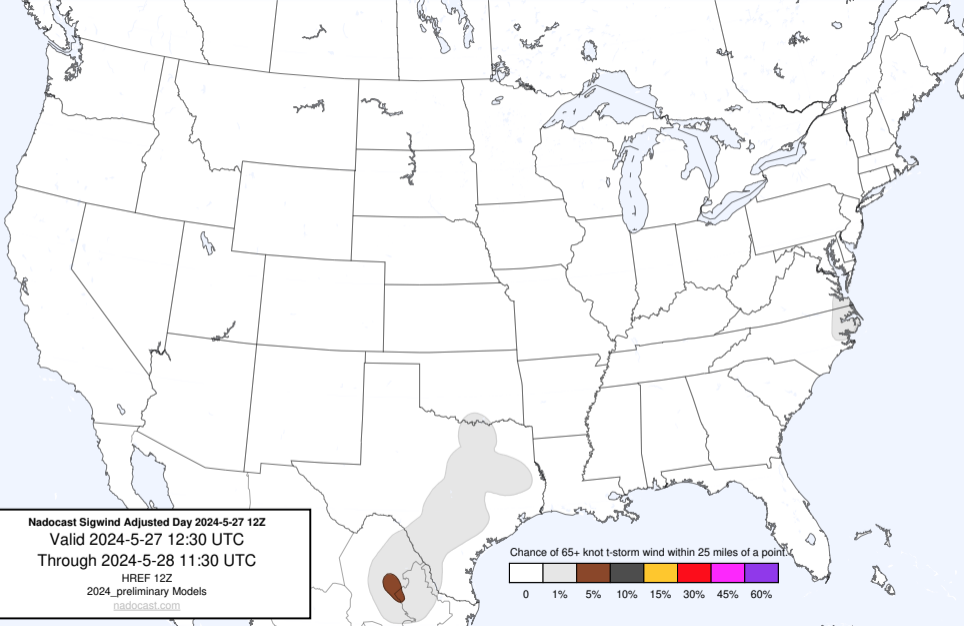 Nadocast Sigwind Adjusted Day 2024-5-27 12Z
Valid 2024-5-27 12:30 UTC
Through 2024-5-28 11:30 UTC
HREF 12Z
2024_preliminary Models
nadocast.com
Chance of 65+ knot t-storm wind within 25 miles of a point.
0 1% 5% 10% 15% 30% 45% 60%